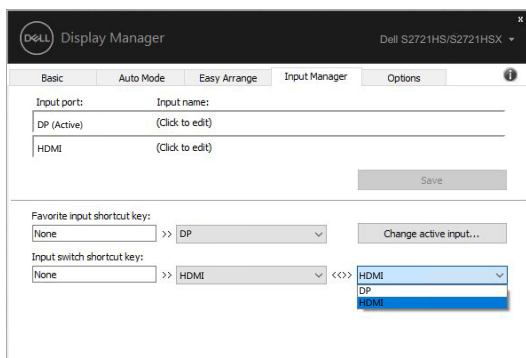 x
DELL Display Manager Dell S2721HS/S2721HSX
Basic Auto Mode Easy Arrange Input Manager Options i
Input port: Input name:
DP (Active) (Click to edit)
HDMI (Click to edit)
Save
Favorite input shortcut key:
None >> DP Change active input...
Input switch shortcut key:
None >> HDMI <<>> HDMI
DP
HDMI